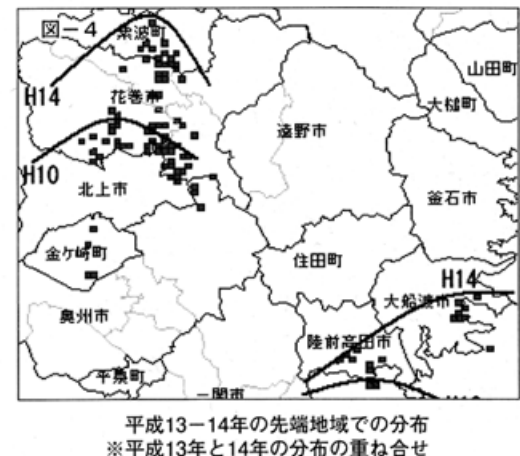 図-4
紫波町
山田町
H14
花巻市
大槌町
遠野市
H10
北上市
釜石市
金ケ崎町
住田町
H14
大船渡市
奥州市
陸前高田市
平泉町
一関市
平成13-14年の先端地域での分布
※平成13年と14年の分布の重ね合せ